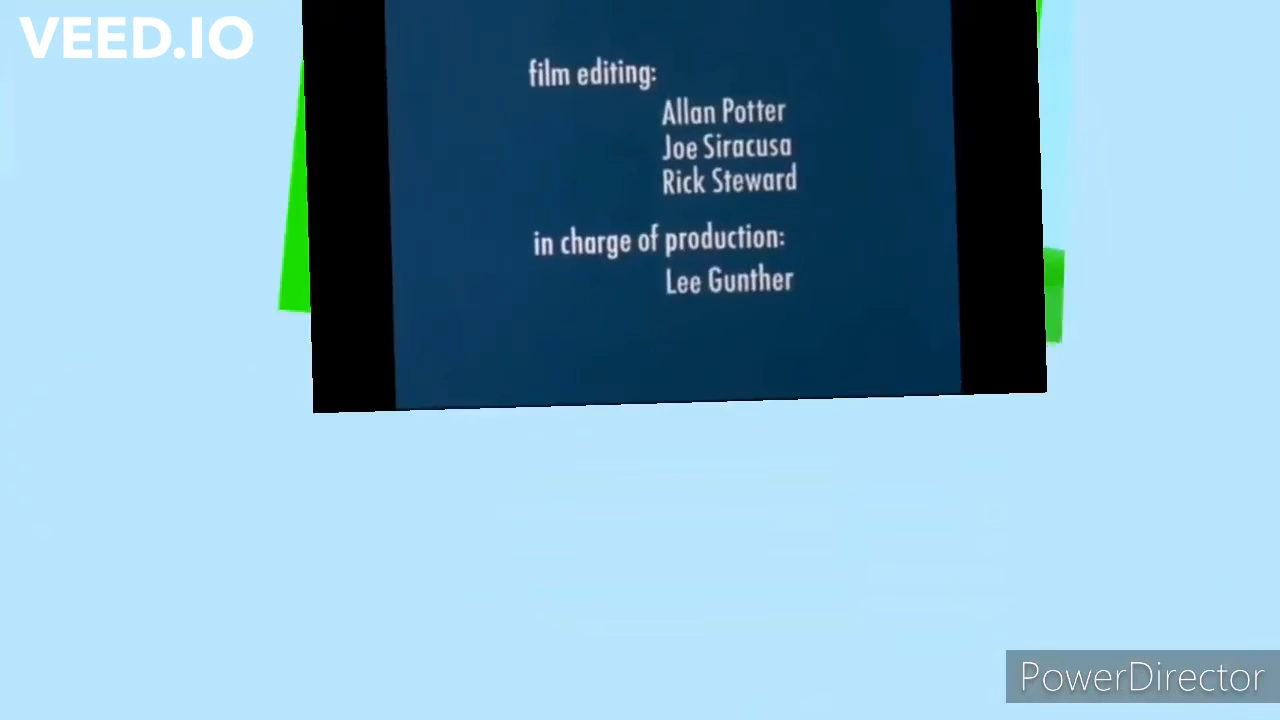 VEED.IO
film editing:
Allan Potter
Joe Siracusa
Rick Steward
in charge of production:
Lee Gunther
PowerDirector